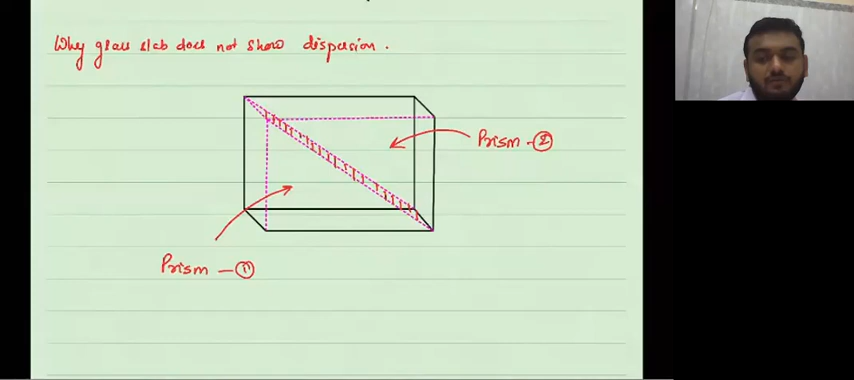 Why glass slab does not show dispersion.
Prism - ②
Prism - ①